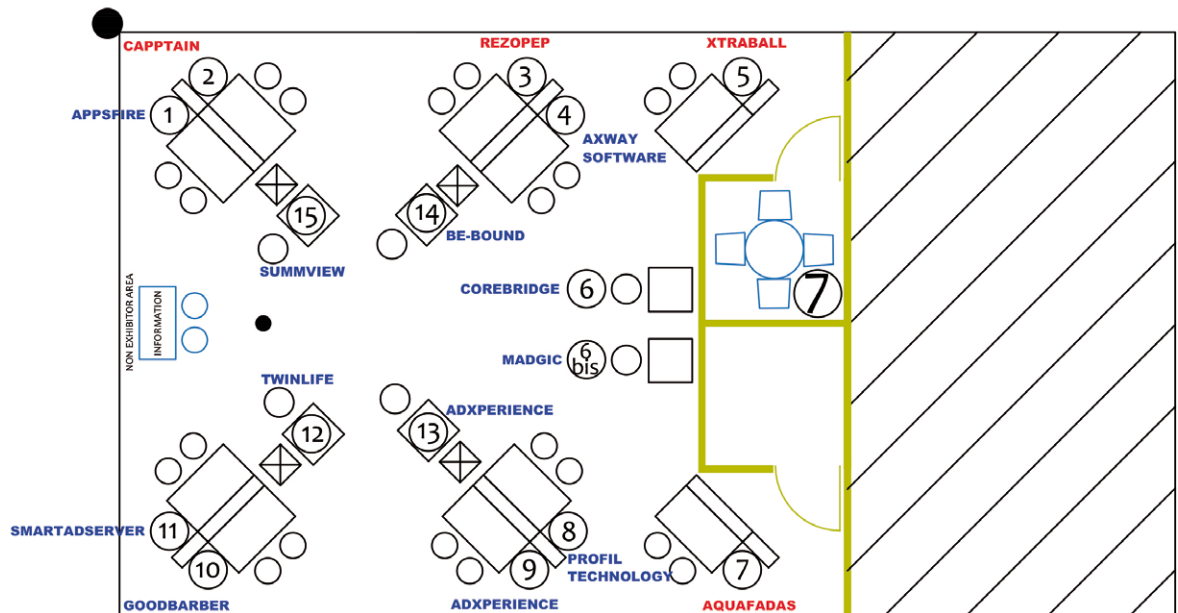 CAPPTAIN
REZOPEP
XTRABALL
2
3
5
APPSFIRE
1
4
AXWAY
SOFTWARE
15
14
BE-BOUND
SUMMVIEW
COREBRIDGE
6
7
NON EXHIBITOR AREA
INFORMATION
MADGIC
6
bis
TWINLIFE
ADXPERIENCE
12
13
SMARTADSERVER
11
8
PROFIL
TECHNOLOGY
10
9
7
GOODBARBER
ADXPERIENCE
AQUAFADAS